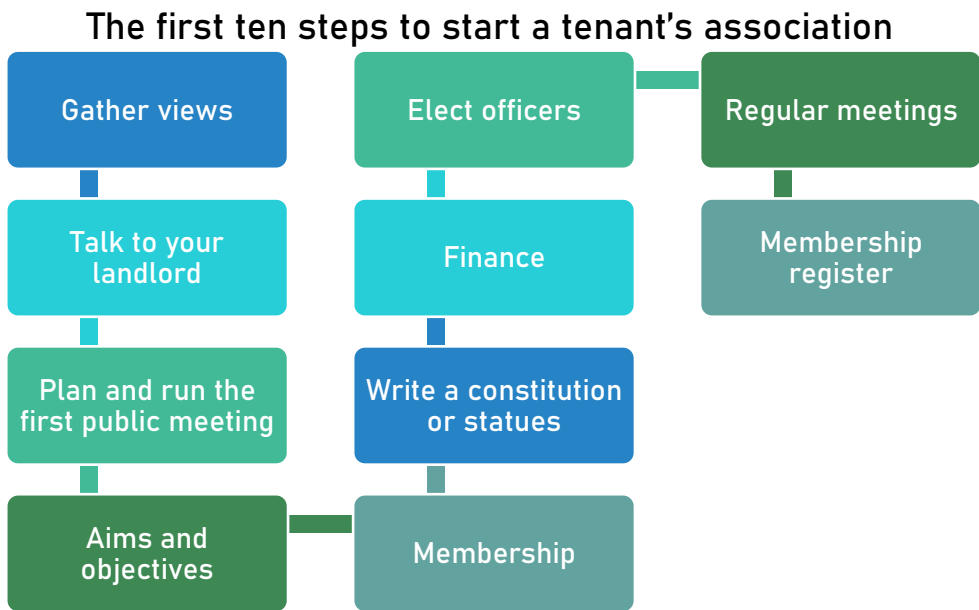 The first ten steps to start a tenant’s association
Gather views
Talk to your
landlord
Plan and run the
first public meeting
Aims and
objectives
Membership
Write a constitution
or statues
Finance
Elect officers
Regular meetings
Membership
register